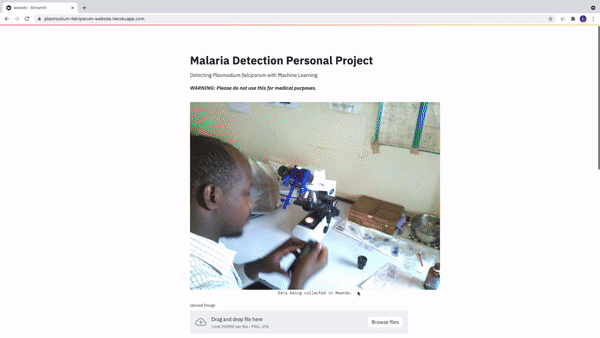 website · Streamlit
plasmodium-falciparum-website.herokuapp.com
Malaria Detection Personal Project
Detecting Plasmodium falciparum with Machine Learning
WARNING: Please do not use this for medical purposes.
Data being collected in Rwanda.
Upload Image
Drag and drop file here
Limit 200MB per file • PNG, JPG
Browse files